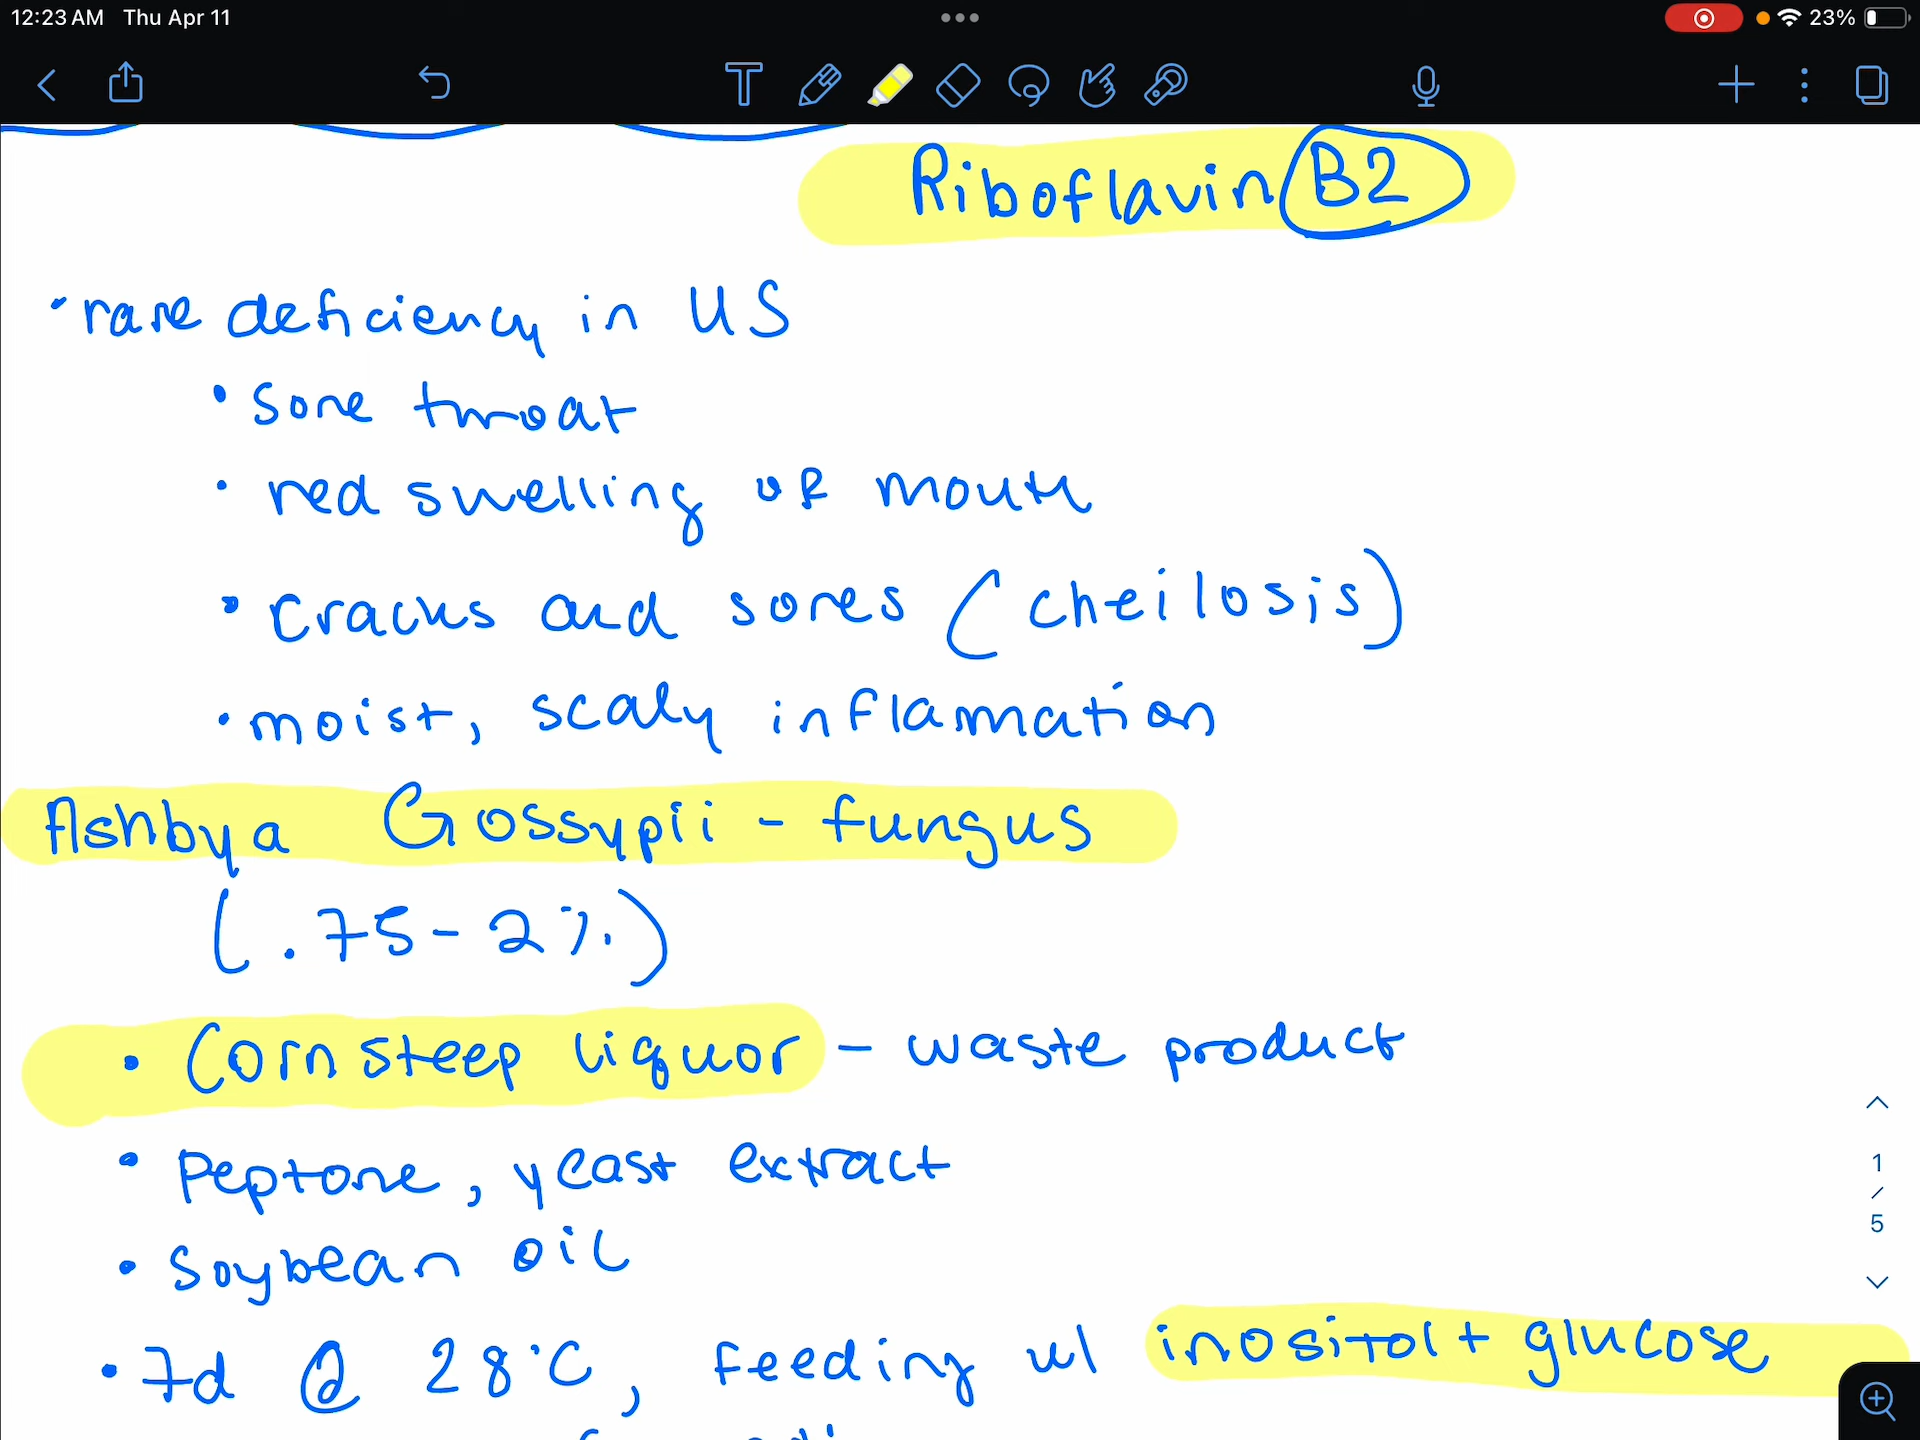 12:23 AM Thu Apr 11
23%
T
Riboflavin B2
• rare deficiency in US
• sore throat
• red swelling of mouth
• cracks and sores (cheilosis)
• moist, scaly inflammation
Ashbya Gossypii - fungus
(.75-2%)
• Corn steep liquor - waste product
• Peptone, yeast extract
• Soybean oil
• 7d @ 28°C, feeding w/ inositol + glucose
1
/
5